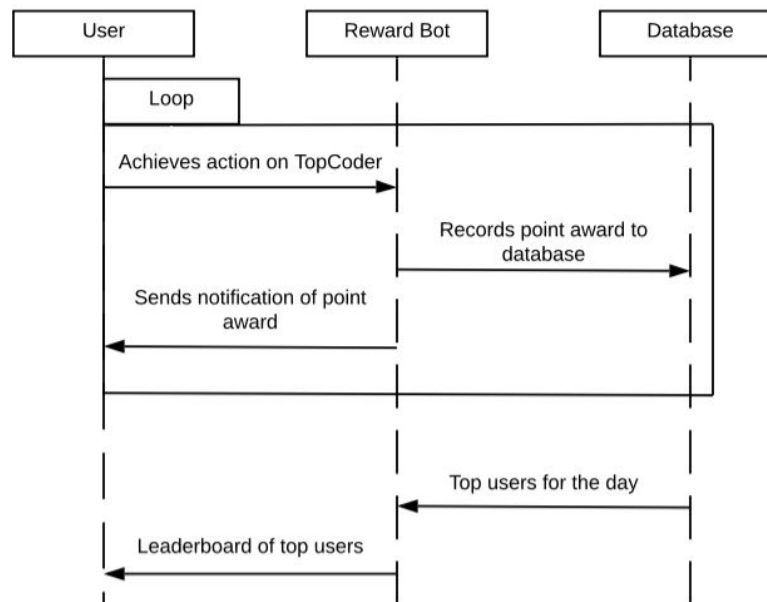 User
Reward Bot
Database
Loop
Achieves action on TopCoder
Records point award to
database
Sends notification of point
award
Top users for the day
Leaderboard of top users